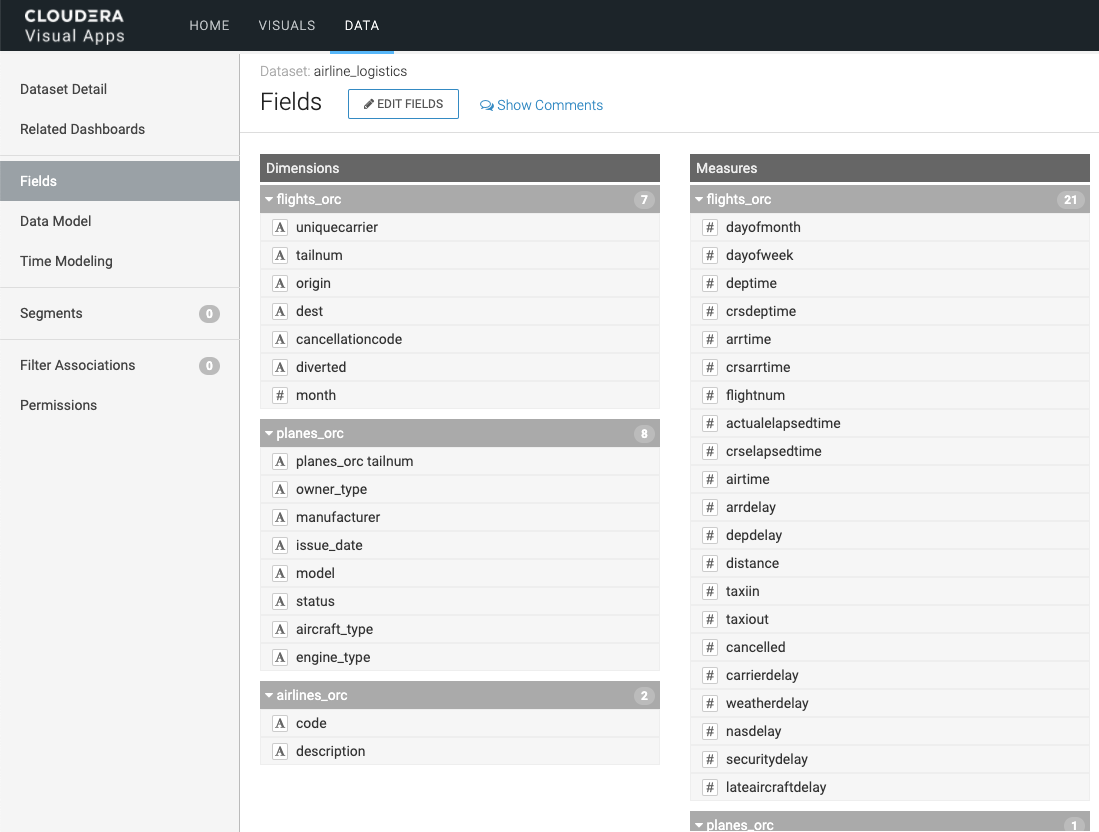 CLOUDERA
Visual Apps
HOME VISUALS DATA
Dataset Detail
Related Dashboards
Fields
Data Model
Time Modeling
Segments 0
Filter Associations 0
Permissions
Dataset: airline_logistics
Fields EDIT FIELDS Show Comments
Dimensions
flights_orc 7
A uniquecarrier
A tailnum
A origin
A dest
A cancellationcode
A diverted
# month
planes_orc 8
A planes_orc tailnum
A owner_type
A manufacturer
A issue_date
A model
A status
A aircraft_type
A engine_type
airlines_orc 2
A code
A description
Measures
flights_orc 21
# dayofmonth
# dayofweek
# deptime
# crsdeptime
# arrtime
# crsarrtime
# flightnum
# actualelapsedtime
# crselapsedtime
# airtime
# arrdelay
# depdelay
# distance
# taxiin
# taxiout
# cancelled
# carrierdelay
# weatherdelay
# nasdelay
# securitydelay
# lateaircraftdelay
planes_orc 1